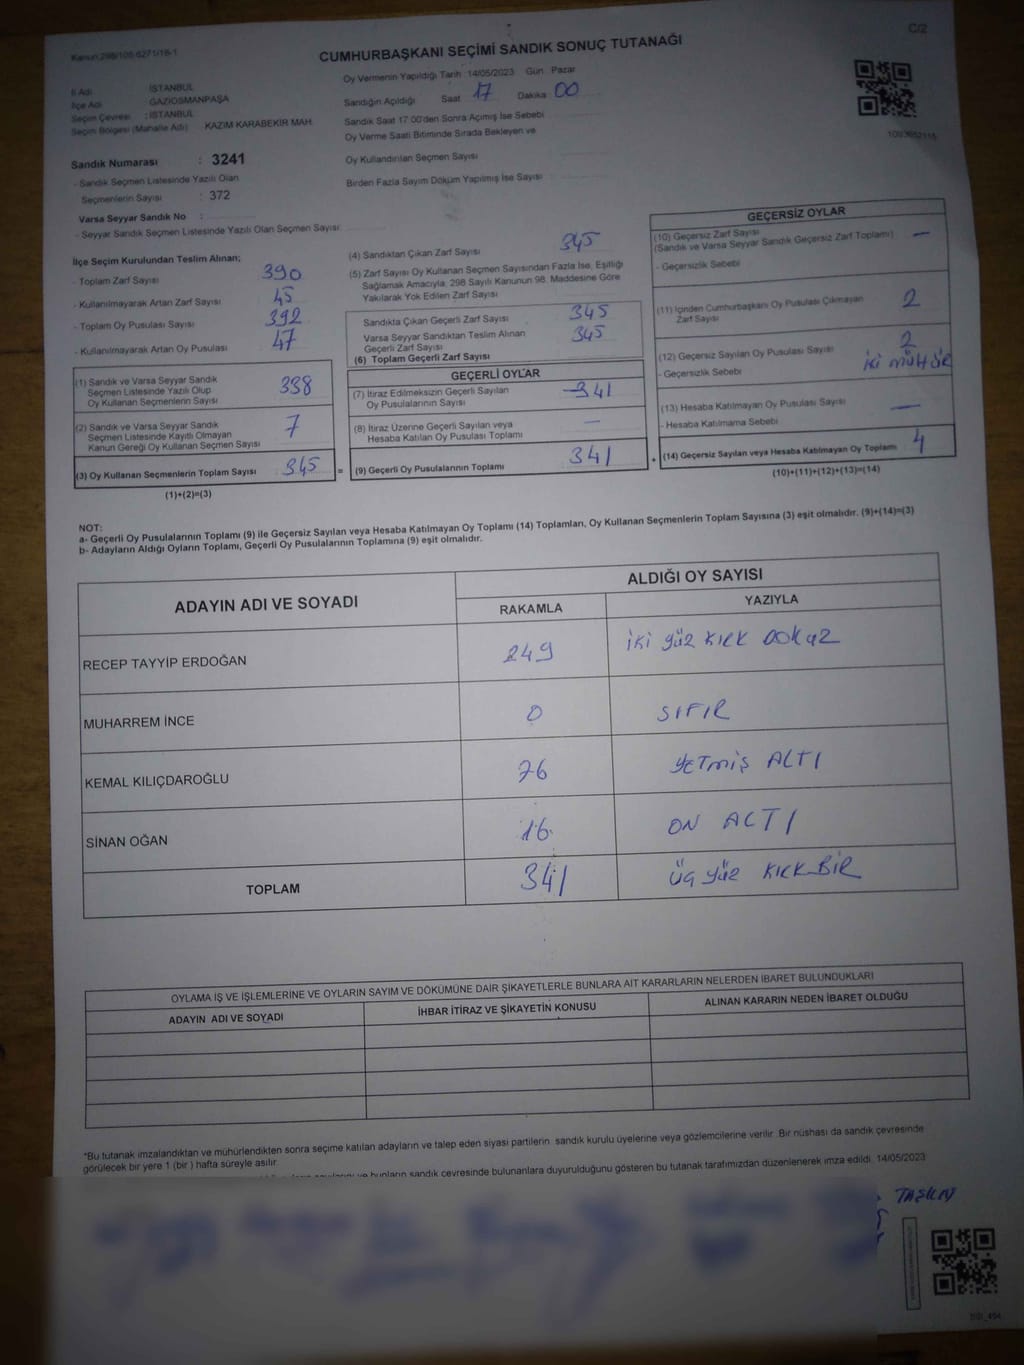 Kanun:298/105-6271/16-1
C/2
CUMHURBAŞKANI SEÇİMİ SANDIK SONUÇ TUTANAĞI
İl Adı : İSTANBUL
İlçe Adı : GAZİOSMANPAŞA
Seçim Çevresi : İSTANBUL
Seçim Bölgesi (Mahalle Adı) KAZIM KARABEKİR MAH.
Oy Vermenin Yapıldığı Tarih 14/05/2023 Gün Pazar
Sandığın Açıldığı Saat 17 Dakika 00
Sandık Saat 17 00'den Sonra Açımış İse Sebebi
Oy Verme Saati Bitiminde Sırada Bekleyen ve
Oy Kullandırılan Seçmen Sayısı
Birden Fazla Sayım Döküm Yapılmış İse Sayısı
Sandık Numarası : 3241
- Sandık Seçmen Listesinde Yazılı Olan
Seçmenlerin Sayısı : 372
Varsa Seyyar Sandık No :
- Seyyar Sandık Seçmen Listesinde Yazılı Olan Seçmen Sayısı
İlçe Seçim Kurulundan Teslim Alınan;
- Toplam Zarf Sayısı 390
- Kullanılmayarak Artan Zarf Sayısı 45
- Toplam Oy Pusulası Sayısı 392
- Kullanılmayarak Artan Oy Pusulası 47
(1) Sandık ve Varsa Seyyar Sandık
Seçmen Listesinde Yazılı Olup
Oy Kullanan Seçmenlerin Sayısı 338
(2) Sandık ve Varsa Seyyar Sandık
Seçmen Listesinde Kayıtlı Olmayan
Kanun Gereği Oy Kullanan Seçmen Sayısı 7
(3) Oy Kullanan Seçmenlerin Toplam Sayısı 345 =
(1)+(2)=(3)
(4) Sandıktan Çıkan Zarf Sayısı 345
(5) Zarf Sayısı Oy Kullanan Seçmen Sayısından Fazla İse, Eşitliği
Sağlamak Amacıyla, 298 Sayılı Kanunun 98. Maddesine Göre
Yakılarak Yok Edilen Zarf Sayısı
Sandıkta Çıkan Geçerli Zarf Sayısı 345
Varsa Seyyar Sandıktan Teslim Alınan 345
Geçerli Zarf Sayısı
(6) Toplam Geçerli Zarf Sayısı
GEÇERLİ OYLAR
(7) İtiraz Edilmeksizin Geçerli Sayılan 341
Oy Pusulalarının Sayısı
(8) İtiraz Üzerine Geçerli Sayılan veya —
Hesaba Katılan Oy Pusulası Toplamı
(9) Geçerli Oy Pusulalarının Toplamı 341 +
GEÇERSİZ OYLAR
(10) Geçersiz Zarf Sayısı —
(Sandık ve Varsa Seyyar Sandık Geçersiz Zarf Toplamı)
- Geçersizlik Sebebi
(11) İçinden Cumhurbaşkanı Oy Pusulası Çıkmayan 2
Zarf Sayısı
(12) Geçersiz Sayılan Oy Pusulası Sayısı 2
- Geçersizlik Sebebi iki MÜHÜR
(13) Hesaba Katılmayan Oy Pusulası Sayısı —
- Hesaba Katılmama Sebebi
(14) Geçersiz Sayılan veya Hesaba Katılmayan Oy Toplamı 4
(10)+(11)+(12)+(13)=(14)
NOT:
a- Geçerli Oy Pusulalarının Toplamı (9) ile Geçersiz Sayılan veya Hesaba Katılmayan Oy Toplamı (14) Toplamları, Oy Kullanan Seçmenlerin Toplam Sayısına (3) eşit olmalıdır. (9)+(14)=(3)
b- Adayların Aldığı Oyların Toplamı, Geçerli Oy Pusulalarının Toplamına (9) eşit olmalıdır.
ADAYIN ADI VE SOYADI
ALDIĞI OY SAYISI
RAKAMLA YAZIYLA
RECEP TAYYİP ERDOĞAN 249 iki yüz kırk dokuz
MUHARREM İNCE 0 SIFIR
KEMAL KILIÇDAROĞLU 76 YETMİŞ ALTI
SİNAN OĞAN 16 ON ALTI
TOPLAM 341 ÜÇ YÜZ KIRK BİR
OYLAMA İŞ VE İŞLEMLERİNE VE OYLARIN SAYIM VE DÖKÜMÜNE DAİR ŞİKAYETLERLE BUNLARA AİT KARARLARIN NELERDEN İBARET BULUNDUKLARI
ADAYIN ADI VE SOYADI İHBAR İTİRAZ VE ŞİKAYETİN KONUSU ALINAN KARARIN NEDEN İBARET OLDUĞU
*Bu tutanak imzalandıktan ve mühürlendikten sonra seçime katılan adayların ve talep eden siyasi partilerin sandık kurulu üyelerine veya gözlemcilerine verilir. Bir nüshası da sandık çevresinde
görülecek bir yere 1 (bir ) hafta süreyle asılır.
bunların sandık çevresinde bulunanlara duyurulduğunu gösteren bu tutanak tarafımızdan düzenlenerek imza edildi. 14/05/2023
TAŞKIN